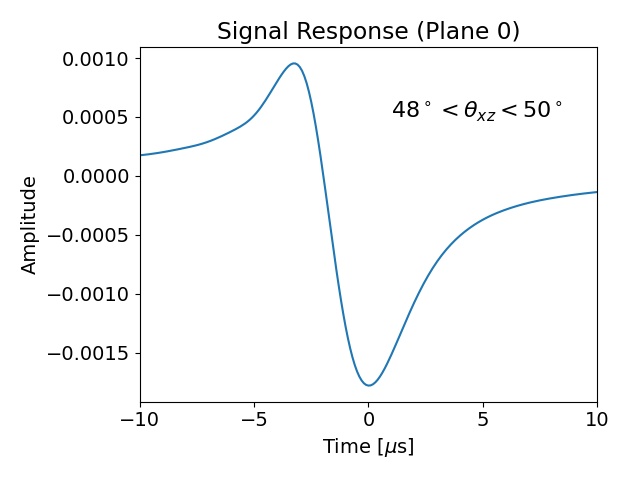 Signal Response (Plane 0)
0.0010
0.0005
0.0000
−0.0005
−0.0010
−0.0015
Amplitude
48° < θxz < 50°
−10
−5
0
5
10
Time [μs]